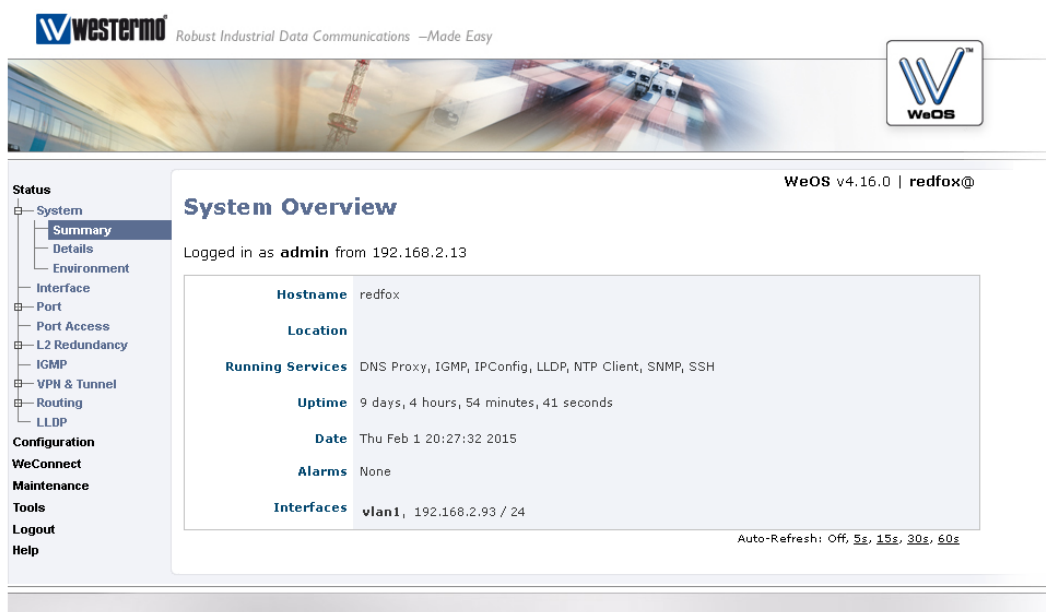 westermo Robust Industrial Data Communications –Made Easy
WeOS
WeOS v4.16.0 | redfox@
Status
System
Summary
Details
Environment
Interface
Port
Port Access
L2 Redundancy
IGMP
VPN & Tunnel
Routing
LLDP
Configuration
WeConnect
Maintenance
Tools
Logout
Help
System Overview
Logged in as admin from 192.168.2.13
Hostname redfox
Location
Running Services DNS Proxy, IGMP, IPConfig, LLDP, NTP Client, SNMP, SSH
Uptime 9 days, 4 hours, 54 minutes, 41 seconds
Date Thu Feb 1 20:27:32 2015
Alarms None
Interfaces vlan1, 192.168.2.93 / 24
Auto-Refresh: Off, 5s, 15s, 30s, 60s